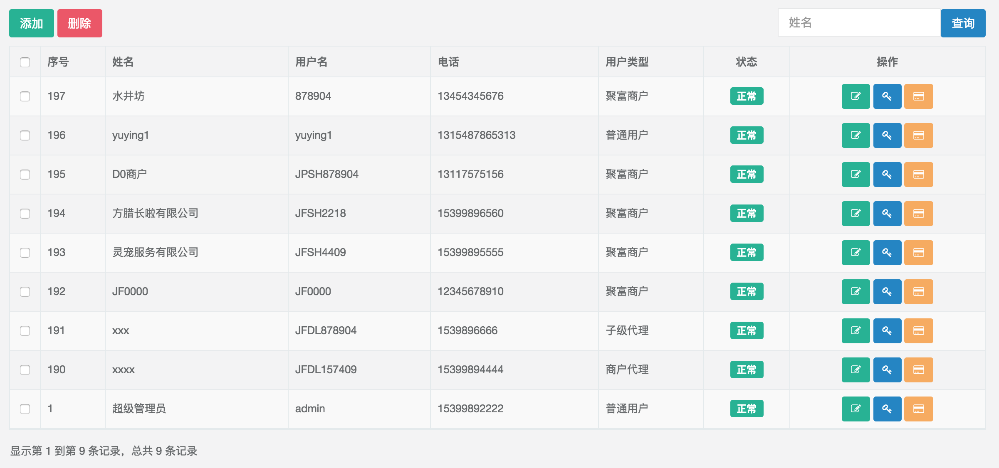 添加 删除 姓名 查询
序号 姓名 用户名 电话 用户类型 状态 操作
197 水井坊 878904 13454345676 聚富商户 正常
196 yuying1 yuying1 1315487865313 普通用户 正常
195 D0商户 JPSH878904 13117575156 聚富商户 正常
194 方腊长啦有限公司 JFSH2218 15399896560 聚富商户 正常
193 灵宠服务有限公司 JFSH4409 15399895555 聚富商户 正常
192 JF0000 JF0000 12345678910 聚富商户 正常
191 xxx JFDL878904 1539896666 子级代理 正常
190 xxxx JFDL157409 15399894444 商户代理 正常
1 超级管理员 admin 15399892222 普通用户 正常
显示第 1 到第 9 条记录，总共 9 条记录